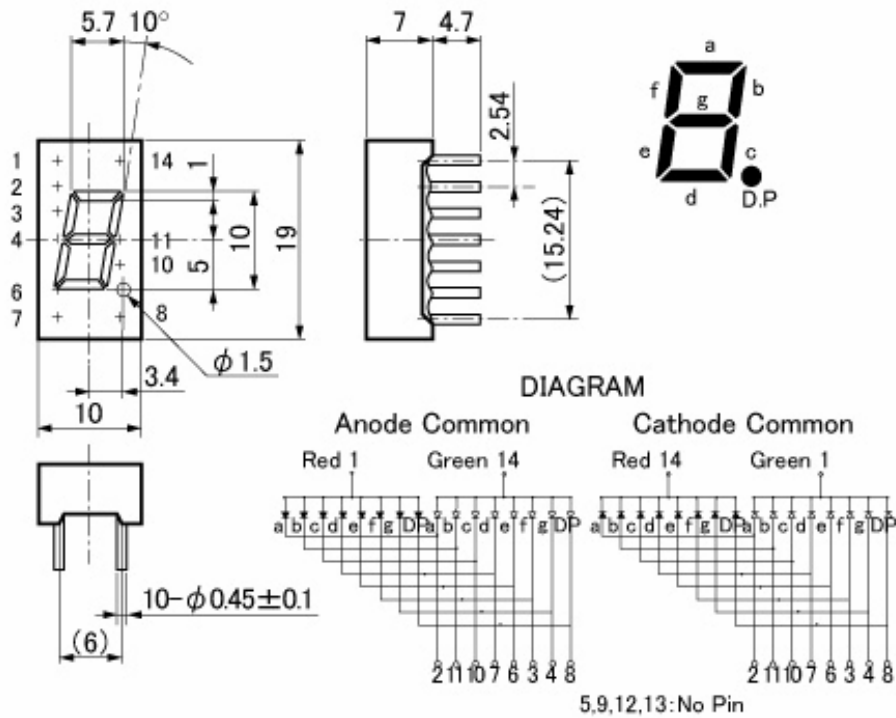 5.7 10°
7 4.7
2.54
(15.24)
1 14
2
3
4 11
10
6
7 8
1
10
5
19
φ1.5
3.4
10
10-φ0.45±0.1
(6)
a
f b
g
e c
d D.P
DIAGRAM
Anode Common Cathode Common
Red 1 Green 14 Red 14 Green 1
a b c d e f g DP a b c d e f g DP a b c d e f g DP a b c d e f g DP
2 11 10 7 6 3 4 8 2 11 10 7 6 3 4 8
5,9,12,13:No Pin